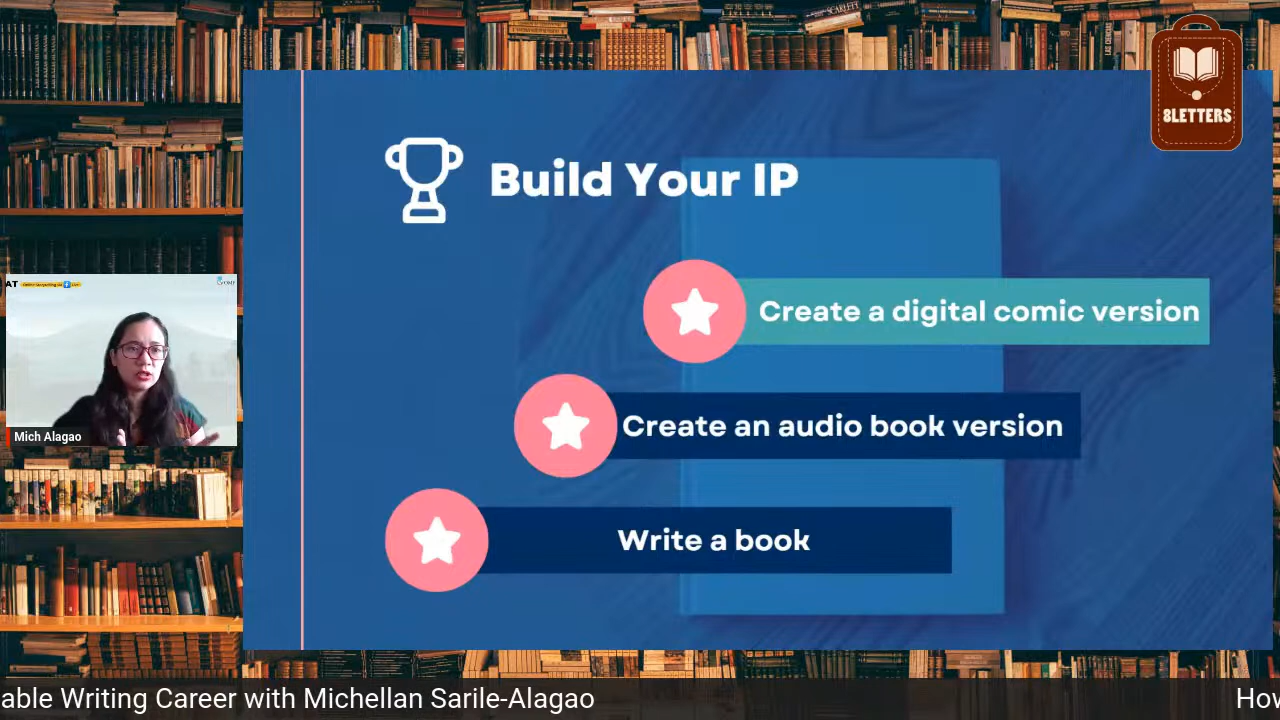 8LETTERS
Build Your IP
Create a digital comic version
Create an audio book version
Write a book
AT
Mich Alagao
able Writing Career with Michellan Sarile-Alagao
How